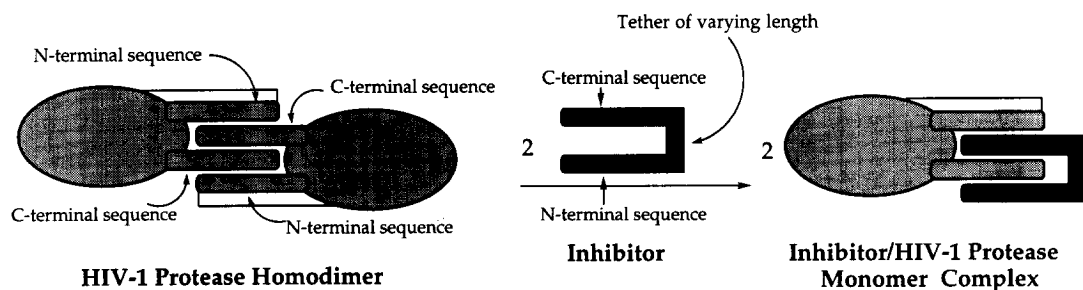 Tether of varying length
N-terminal sequence
C-terminal sequence
C-terminal sequence
2
2
C-terminal sequence
N-terminal sequence
N-terminal sequence
Inhibitor
HIV-1 Protease Homodimer
Inhibitor/HIV-1 Protease
Monomer Complex